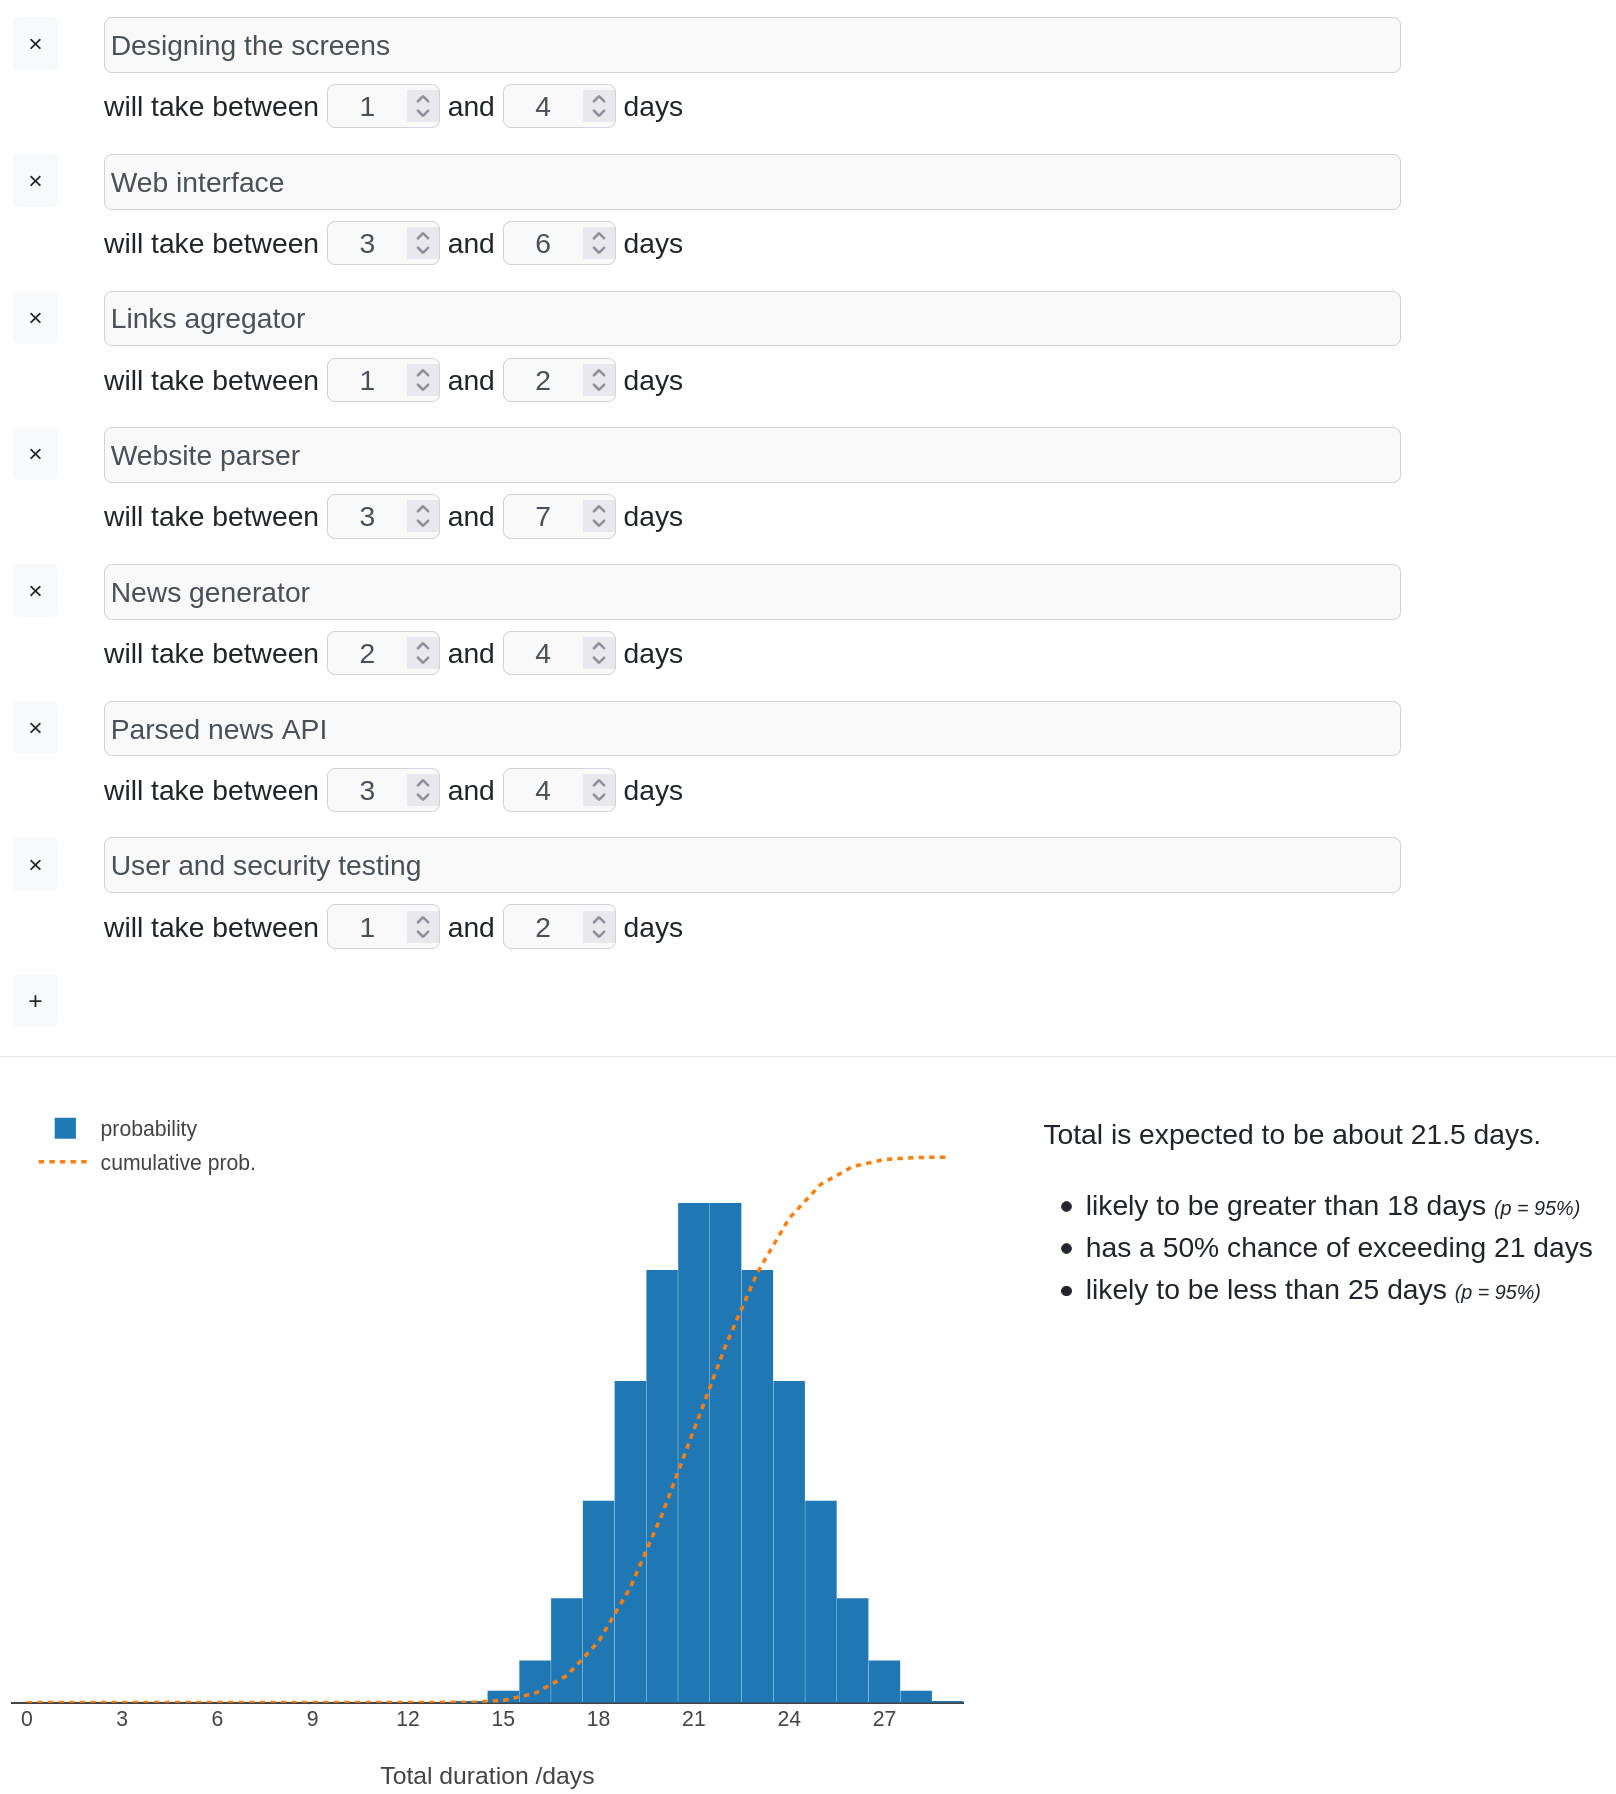 × Designing the screens
will take between 1 and 4 days
× Web interface
will take between 3 and 6 days
× Links agregator
will take between 1 and 2 days
× Website parser
will take between 3 and 7 days
× News generator
will take between 2 and 4 days
× Parsed news API
will take between 3 and 4 days
× User and security testing
will take between 1 and 2 days
+
probability
cumulative prob.
0 3 6 9 12 15 18 21 24 27
Total duration /days
Total is expected to be about 21.5 days.
likely to be greater than 18 days (p = 95%)
has a 50% chance of exceeding 21 days
likely to be less than 25 days (p = 95%)